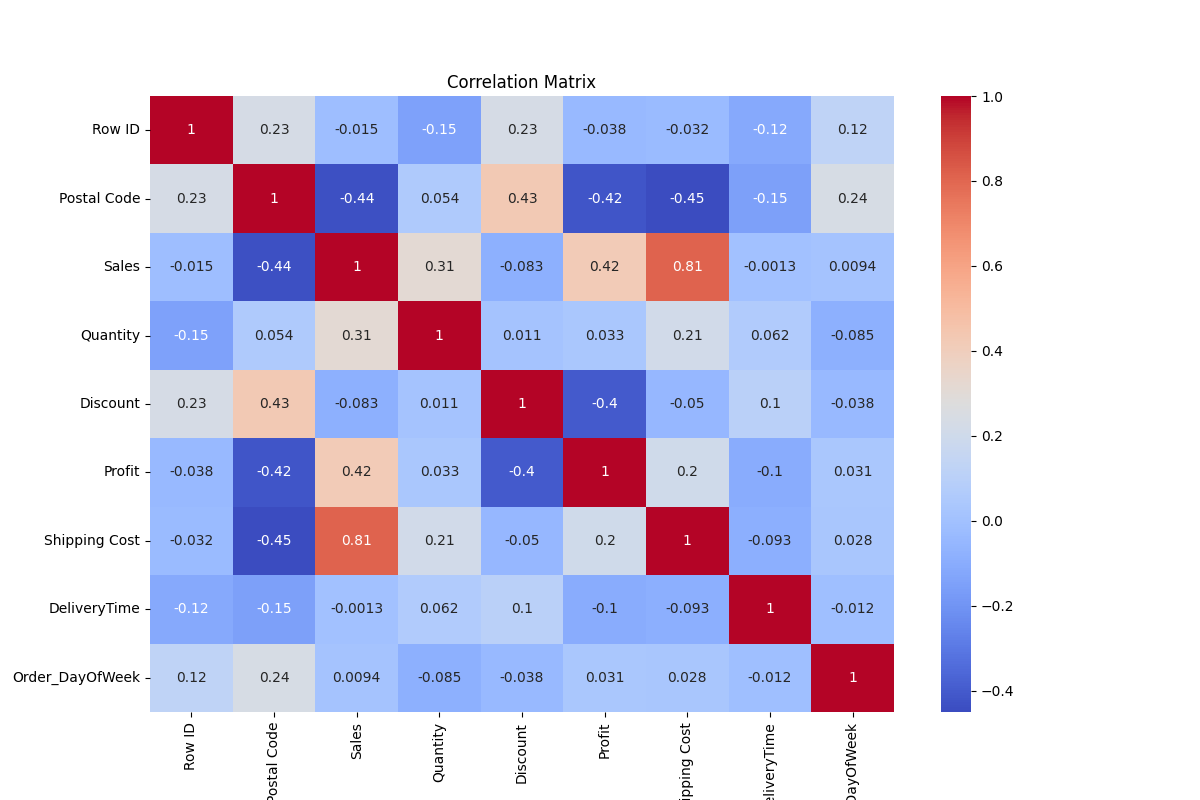 Correlation Matrix
Row ID 1 0.23 -0.015 -0.15 0.23 -0.038 -0.032 -0.12 0.12
Postal Code 0.23 1 -0.44 0.054 0.43 -0.42 -0.45 -0.15 0.24
Sales -0.015 -0.44 1 0.31 -0.083 0.42 0.81 -0.0013 0.0094
Quantity -0.15 0.054 0.31 1 0.011 0.033 0.21 0.062 -0.085
Discount 0.23 0.43 -0.083 0.011 1 -0.4 -0.05 0.1 -0.038
Profit -0.038 -0.42 0.42 0.033 -0.4 1 0.2 -0.1 0.031
Shipping Cost -0.032 -0.45 0.81 0.21 -0.05 0.2 1 -0.093 0.028
DeliveryTime -0.12 -0.15 -0.0013 0.062 0.1 -0.1 -0.093 1 -0.012
Order_DayOfWeek 0.12 0.24 0.0094 -0.085 -0.038 0.031 0.028 -0.012 1
Row ID
Postal Code
Sales
Quantity
Discount
Profit
ipping Cost
eliveryTime
DayOfWeek
1.0
0.8
0.6
0.4
0.2
0.0
−0.2
−0.4